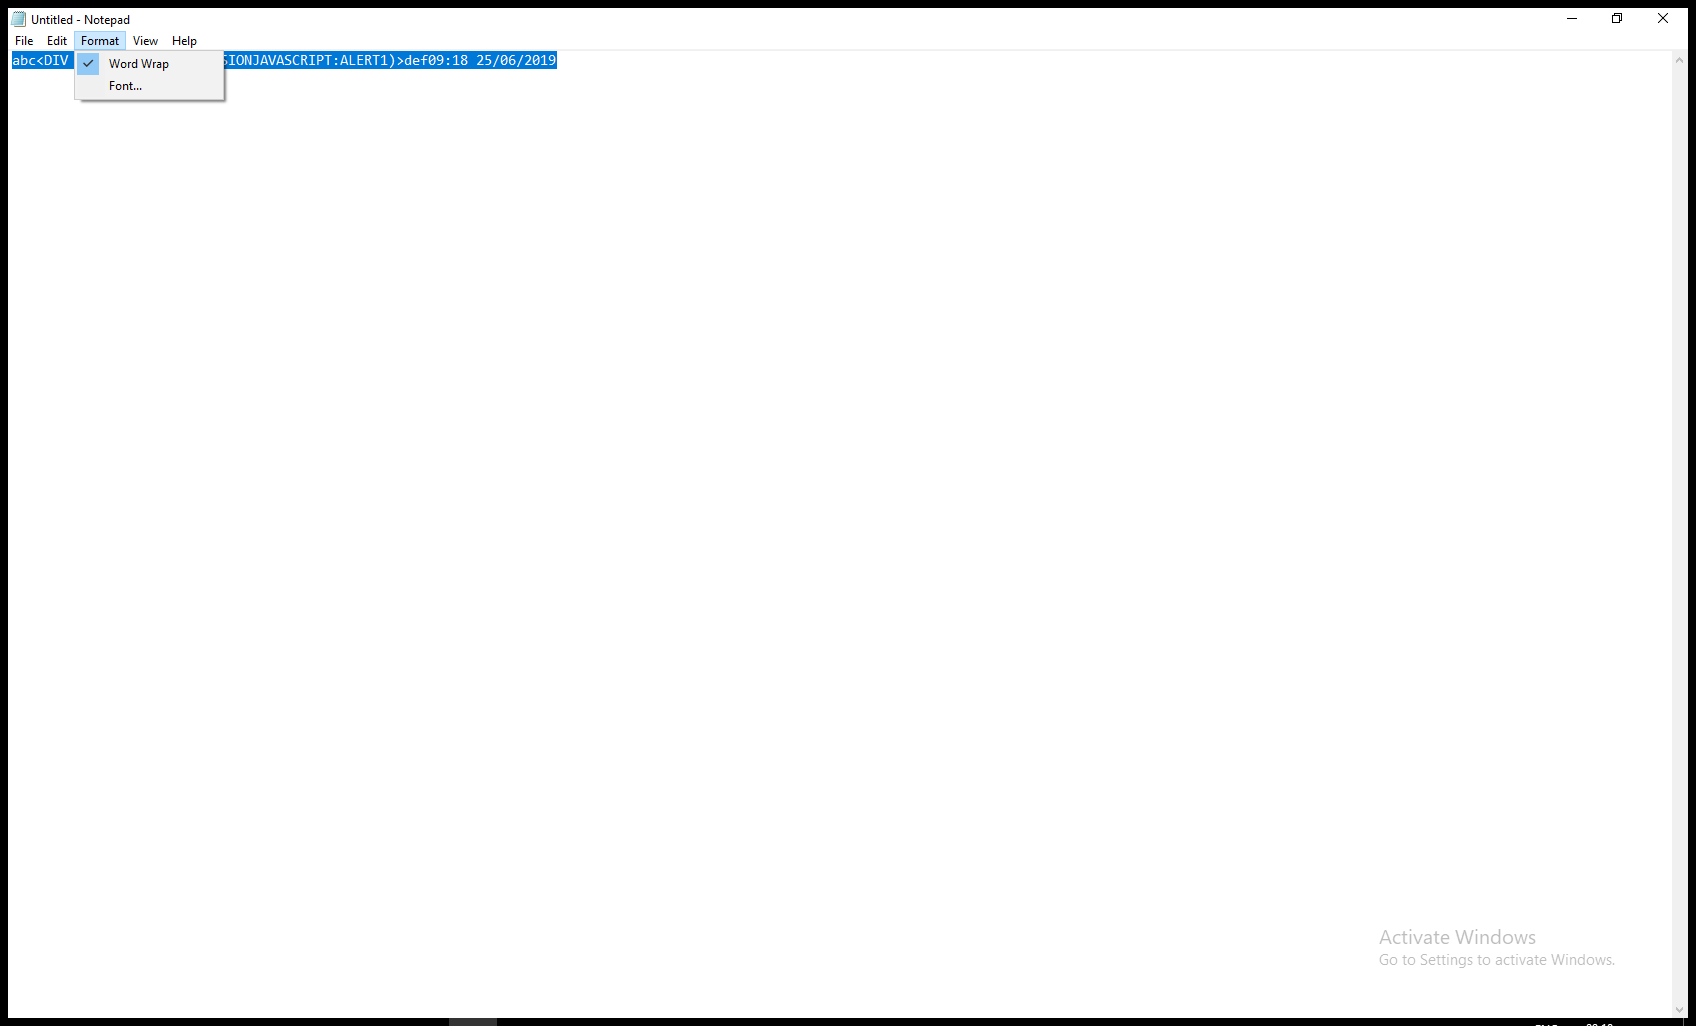 Untitled - Notepad
File Edit Format View Help
abc<DIV SIONJAVASCRIPT:ALERT1)>def09:18 25/06/2019
Word Wrap
Font...
Activate Windows
Go to Settings to activate Windows.